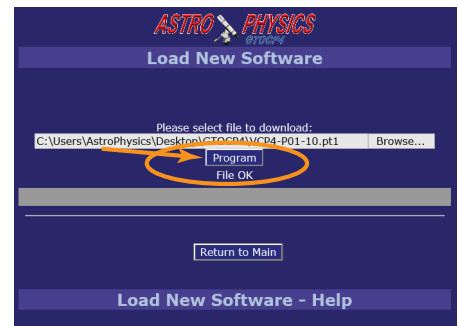 ASTRO PHYSICS
GTOCP4
Load New Software
Please select file to download:
C:\Users\AstroPhysics\Desktop\GTOCP4\VCP4-P01-10.pt1 Browse...
Program
File OK
Return to Main
Load New Software - Help